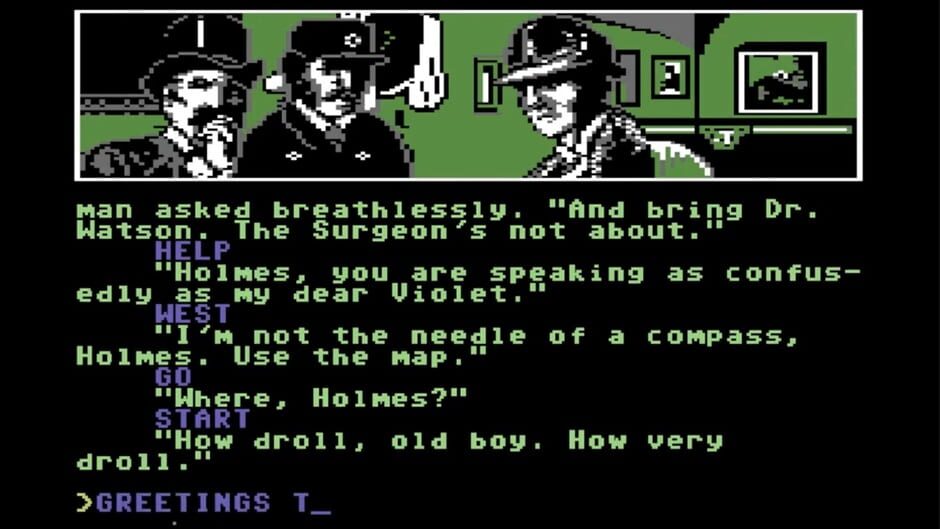 man asked breathlessly. "And bring Dr.
Watson. The Surgeon's not about."
HELP
"Holmes, you are speaking as confus-
edly as my dear Violet."
WEST
"I'm not the needle of a compass,
Holmes. Use the map."
GO
"Where, Holmes?"
START
"How droll, old boy. How very
droll."
>GREETINGS T_